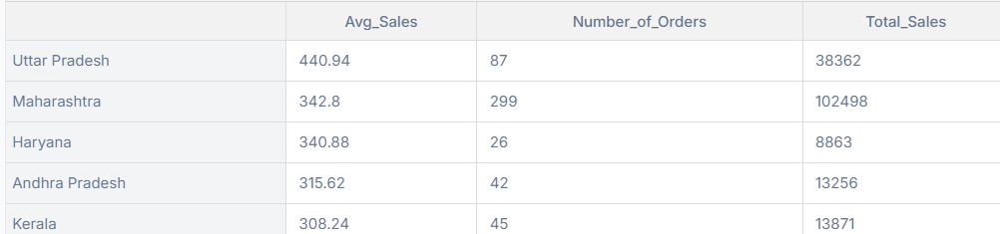 Avg_Sales Number_of_Orders Total_Sales
Uttar Pradesh 440.94 87 38362
Maharashtra 342.8 299 102498
Haryana 340.88 26 8863
Andhra Pradesh 315.62 42 13256
Kerala 308.24 45 13871